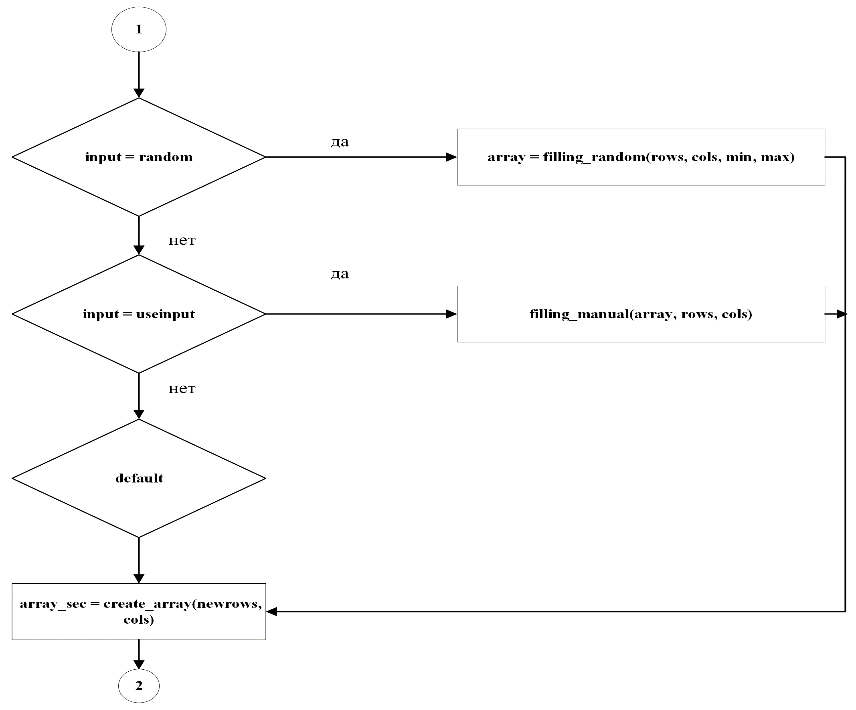 1
да
input = random
array = filling_random(rows, cols, min, max)
нет
да
input = useinput
filling_manual(array, rows, cols)
нет
default
array_sec = create_array(newrows,
cols)
2